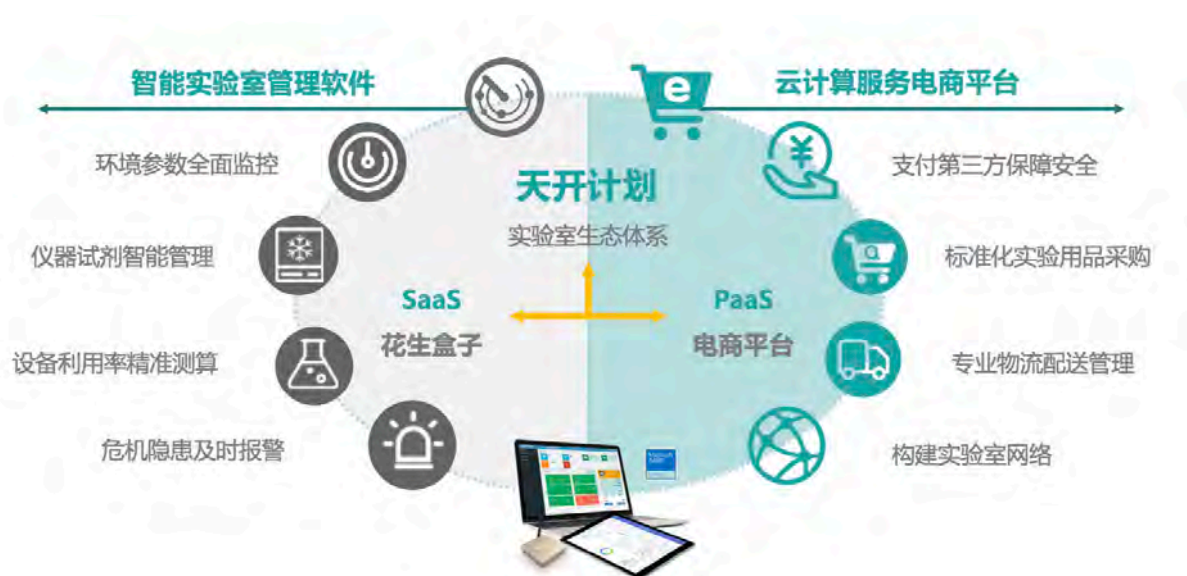 智能实验室管理软件
云计算服务电商平台
环境参数全面监控
支付第三方保障安全
天开计划
实验室生态体系
仪器试剂智能管理
标准化实验用品采购
SaaS
花生盒子
PaaS
电商平台
设备利用率精准测算
专业物流配送管理
危机隐患及时报警
构建实验室网络
e